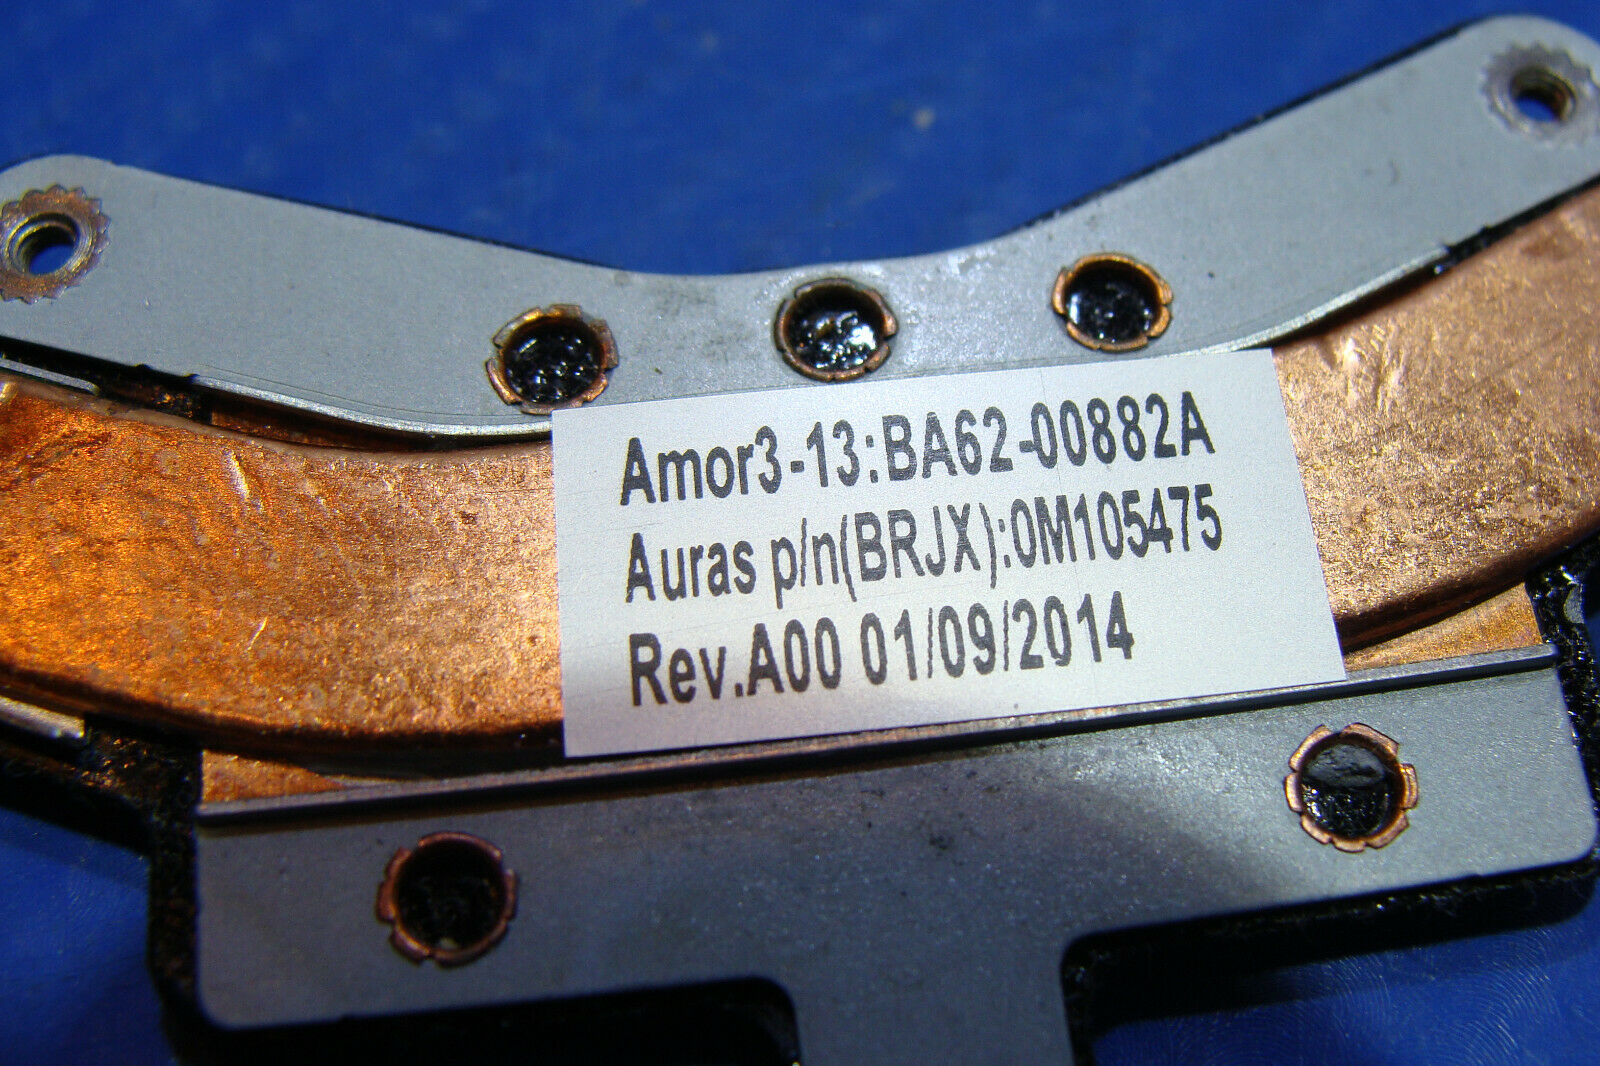 Amor3-13:BA62-00882A
Auras p/n(BRJX):0M105475
Rev.A00 01/09/2014